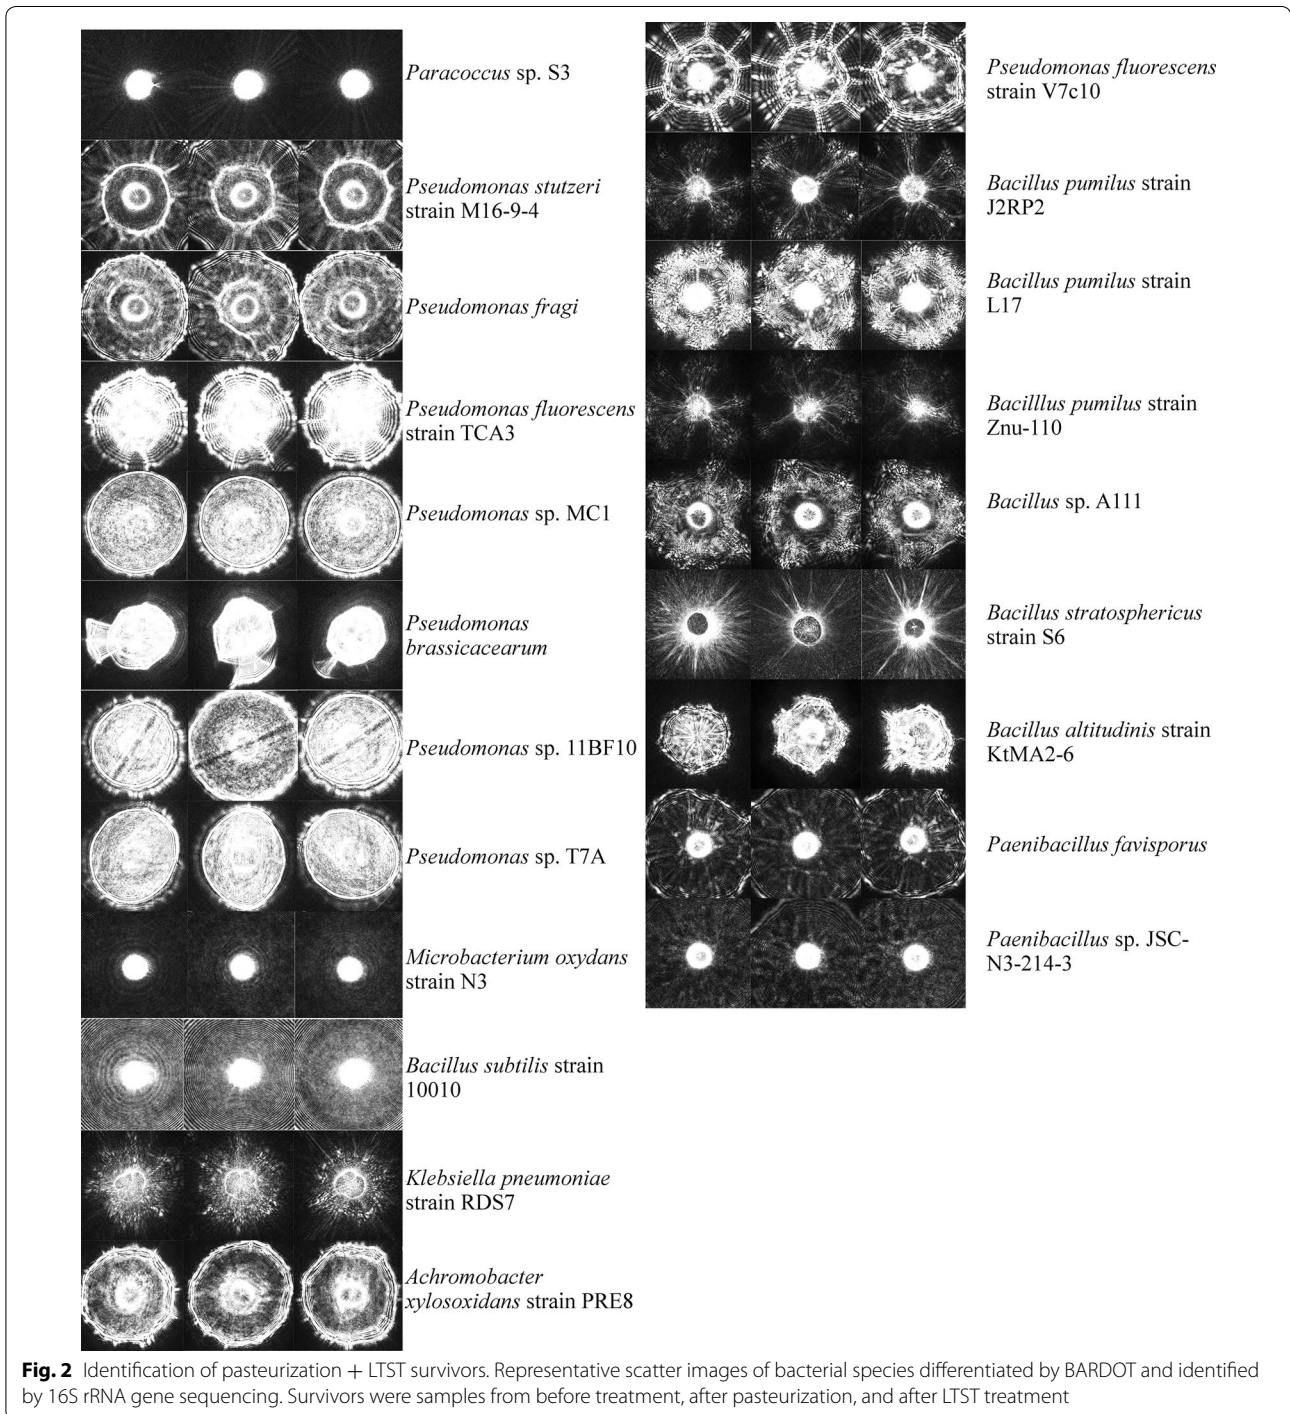 Paracoccus sp. S3
Pseudomonas stutzeri
strain M16-9-4
Pseudomonas fragi
Pseudomonas fluorescens
strain TCA3
Pseudomonas sp. MC1
Pseudomonas
brassicacearum
Pseudomonas sp. 11BF10
Pseudomonas sp. T7A
Microbacterium oxydans
strain N3
Bacillus subtilis strain
10010
Klebsiella pneumoniae
strain RDS7
Achromobacter
xylosoxidans strain PRE8
Pseudomonas fluorescens
strain V7c10
Bacillus pumilus strain
J2RP2
Bacillus pumilus strain
L17
Bacilllus pumilus strain
Znu-110
Bacillus sp. A111
Bacillus stratosphericus
strain S6
Bacillus altitudinis strain
KtMA2-6
Paenibacillus favisporus
Paenibacillus sp. JSC-
N3-214-3
Fig. 2 Identification of pasteurization + LTST survivors. Representative scatter images of bacterial species differentiated by BARDOT and identified
by 16S rRNA gene sequencing. Survivors were samples from before treatment, after pasteurization, and after LTST treatment